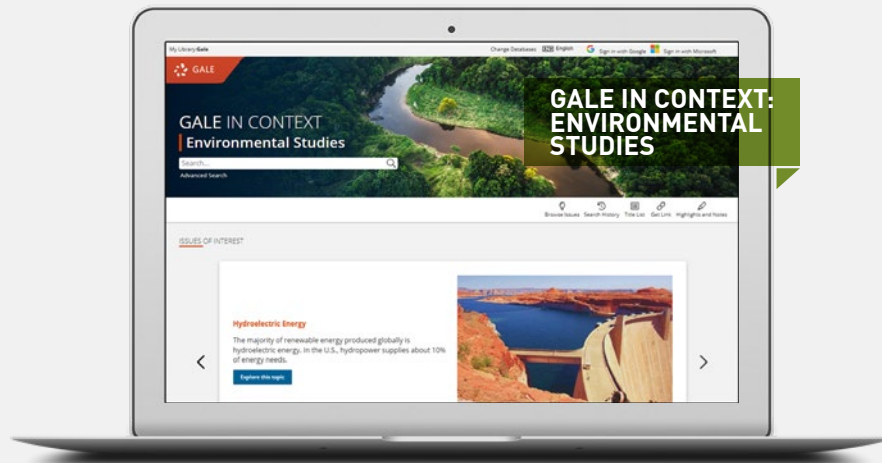 My Library: Gale
Change Databases English Sign in with Google Sign in with Microsoft
GALE
GALE IN CONTEXT:
ENVIRONMENTAL
STUDIES
GALE IN CONTEXT
Environmental Studies
Search...
Advanced Search
Browse Issues Search History Title List Get Link Highlights and Notes
ISSUES OF INTEREST
Hydroelectric Energy
The majority of renewable energy produced globally is
hydroelectric energy. In the U.S., hydropower supplies about 10%
of energy needs.
Explore this topic